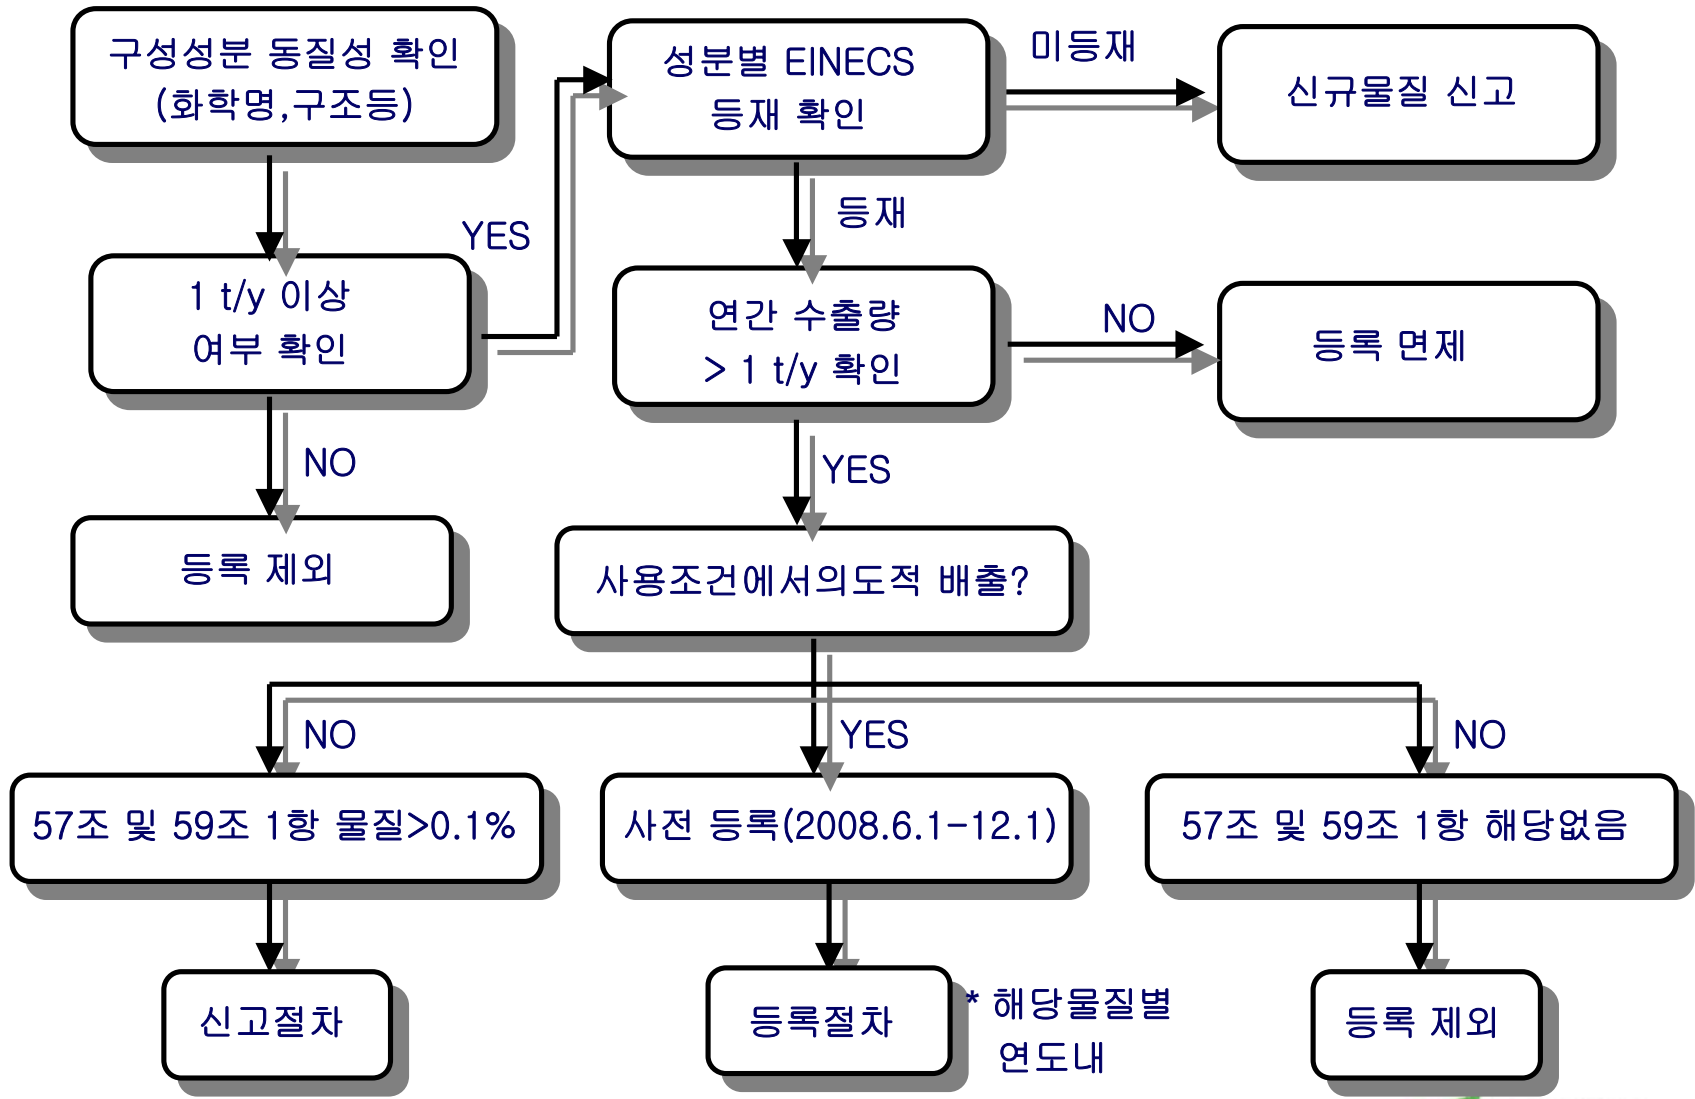 구성성분 동질성 확인
(화학명,구조등)
성분별 EINECS
등재 확인
미등재
신규물질 신고
YES
등재
1 t/y 이상
여부 확인
연간 수출량
> 1 t/y 확인
NO
등록 면제
NO
YES
등록 제외
사용조건에서의도적 배출?
NO
YES
NO
57조 및 59조 1항 물질>0.1%
사전 등록(2008.6.1-12.1)
57조 및 59조 1항 해당없음
신고절차
등록절차
* 해당물질별
연도내
등록 제외